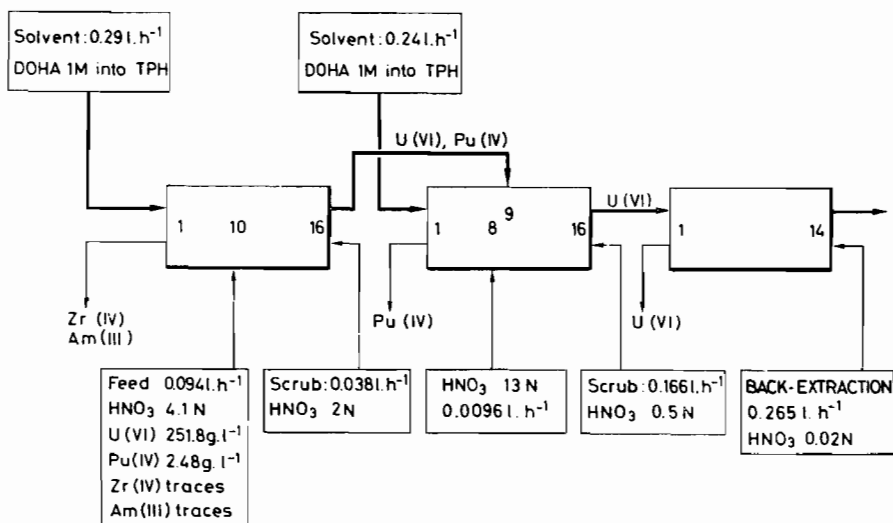 Solvent: 0.29 l. h⁻¹
DOHA 1M into TPH
Solvent: 0.24 l. h⁻¹
DOHA 1M into TPH
U (VI), Pu (IV)
1 10 16
1 8 9 16
U (VI)
1 14
Zr (IV)
Am (III)
Pu (IV)
U (VI)
Feed 0.094 l. h⁻¹
HNO₃ 4.1 N
U (VI) 251.8 g. l⁻¹
Pu (IV) 2.48 g. l⁻¹
Zr (IV) traces
Am (III) traces
Scrub: 0.038 l. h⁻¹
HNO₃ 2N
HNO₃ 13 N
0.0096 l. h⁻¹
Scrub: 0.166 l. h⁻¹
HNO₃ 0.5 N
BACK-EXTRACTION
0.265 l. h⁻¹
HNO₃ 0.02N